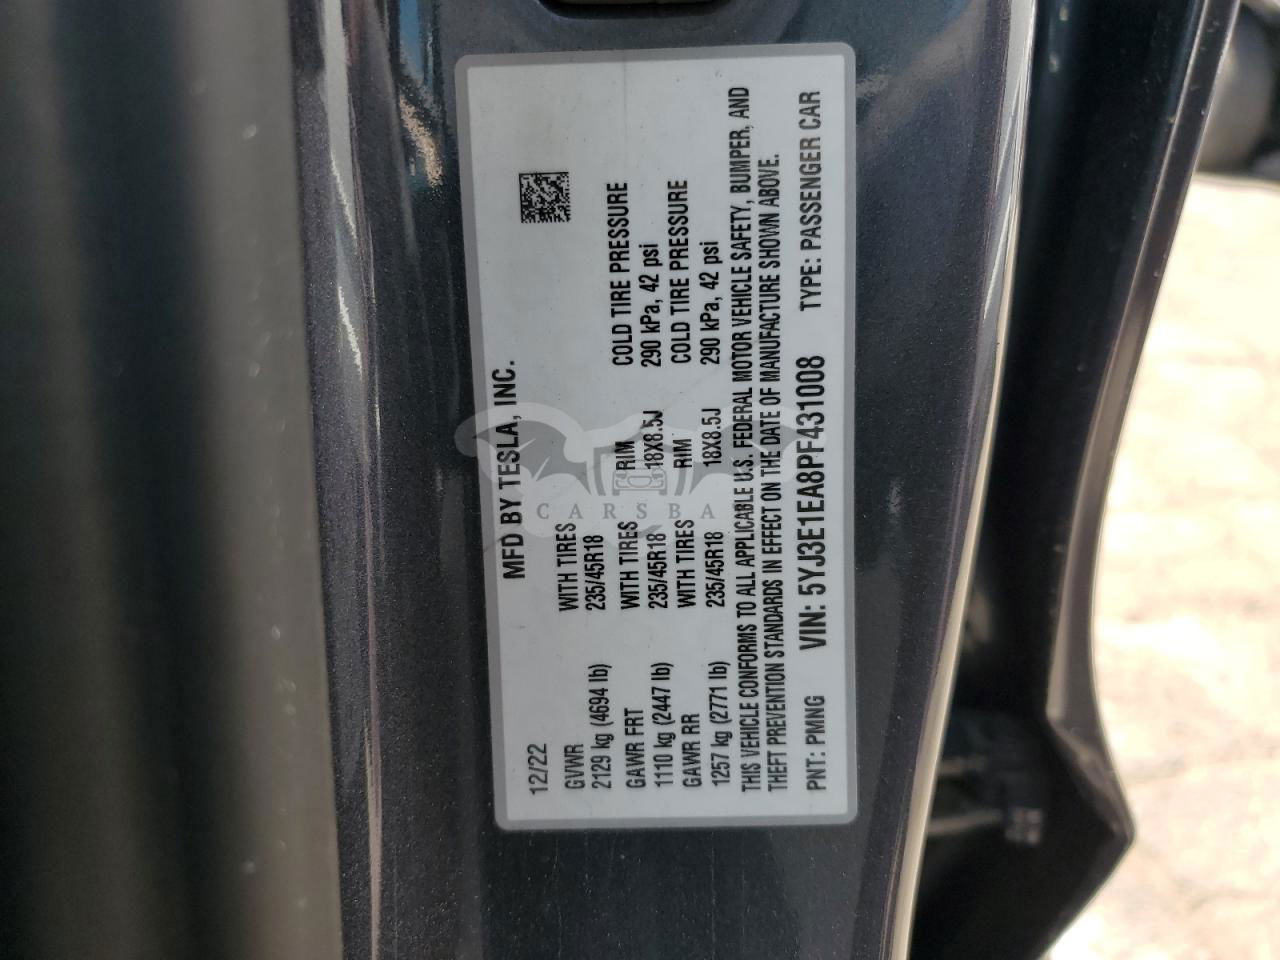 MFD BY TESLA, INC.
12/22
GVWR
2129 kg (4694 lb)
WITH TIRES
235/45R18
GAWR FRT
1110 kg (2447 lb)
WITH TIRES
235/45R18
RIM
18X8.5J
COLD TIRE PRESSURE
290 kPa, 42 psi
GAWR RR
1257 kg (2771 lb)
WITH TIRES
235/45R18
RIM
18X8.5J
COLD TIRE PRESSURE
290 kPa, 42 psi
THIS VEHICLE CONFORMS TO ALL APPLICABLE U.S. FEDERAL MOTOR VEHICLE SAFETY, BUMPER, AND
THEFT PREVENTION STANDARDS IN EFFECT ON THE DATE OF MANUFACTURE SHOWN ABOVE.
PNT: PMNG VIN: 5YJ3E1EA8PF431008 TYPE: PASSENGER CAR